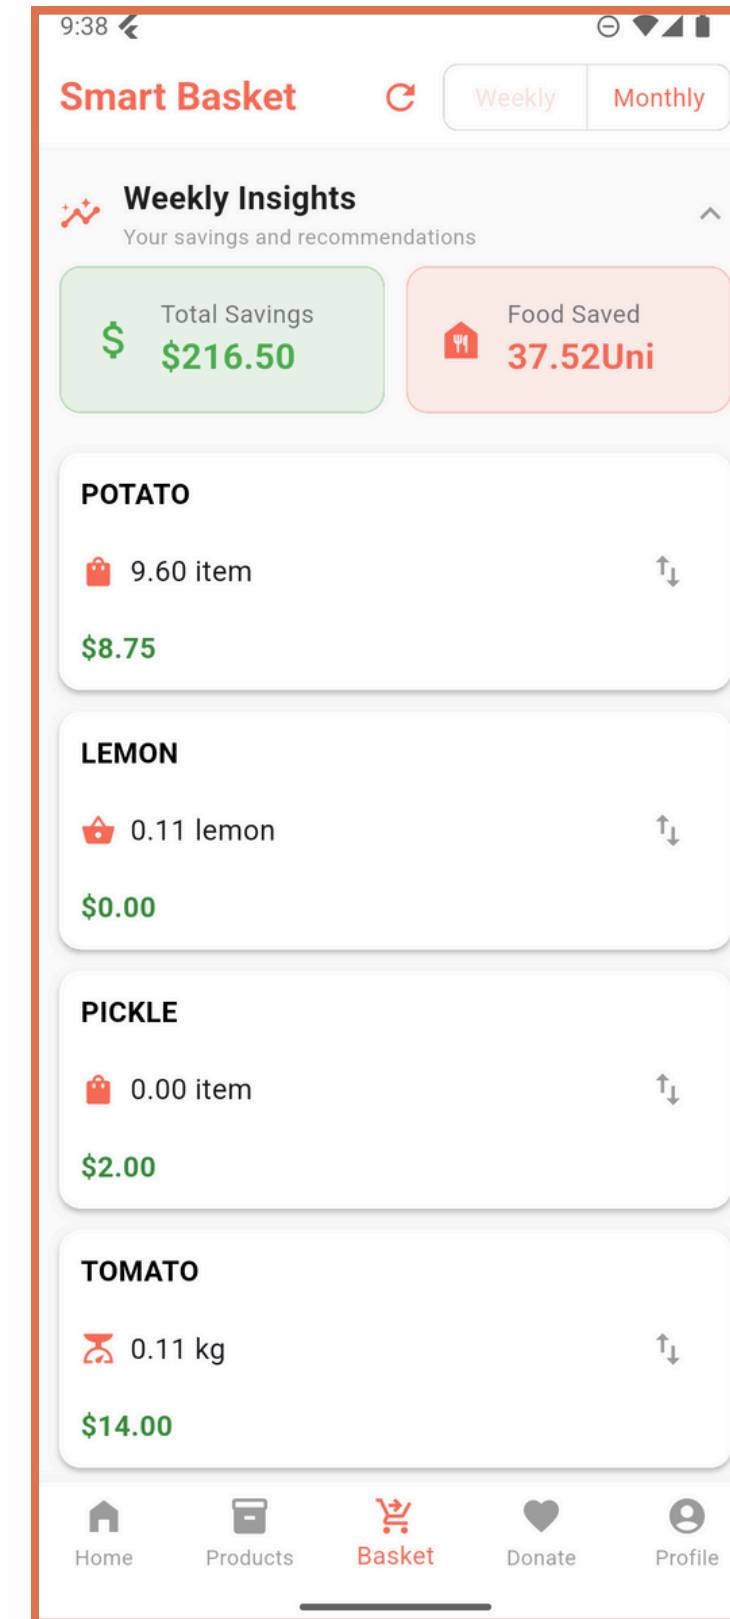 9:38
Smart Basket
Weekly
Monthly
Weekly Insights
Your savings and recommendations
Total Savings
$216.50
Food Saved
37.52Uni
POTATO
9.60 item
$8.75
LEMON
0.11 lemon
$0.00
PICKLE
0.00 item
$2.00
TOMATO
0.11 kg
$14.00
Home
Products
Basket
Donate
Profile